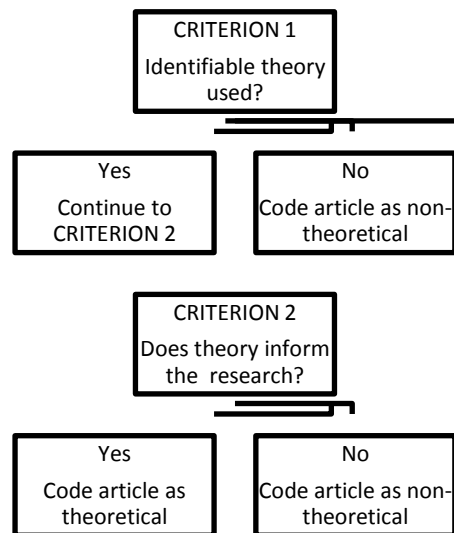 CRITERION 1
Identifiable theory
used?
Yes
Continue to
CRITERION 2
No
Code article as non-
theoretical
CRITERION 2
Does theory inform
the research?
Yes
Code article as
theoretical
No
Code article as non-
theoretical